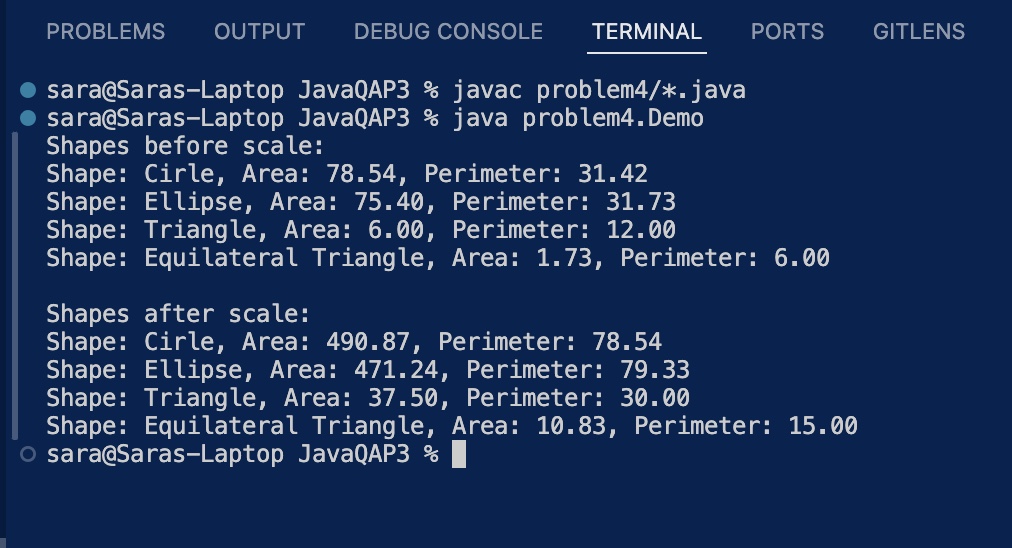 PROBLEMS OUTPUT DEBUG CONSOLE TERMINAL PORTS GITLENS
sara@Saras-Laptop JavaQAP3 % javac problem4/*.java
sara@Saras-Laptop JavaQAP3 % java problem4.Demo
Shapes before scale:
Shape: Cirle, Area: 78.54, Perimeter: 31.42
Shape: Ellipse, Area: 75.40, Perimeter: 31.73
Shape: Triangle, Area: 6.00, Perimeter: 12.00
Shape: Equilateral Triangle, Area: 1.73, Perimeter: 6.00
Shapes after scale:
Shape: Cirle, Area: 490.87, Perimeter: 78.54
Shape: Ellipse, Area: 471.24, Perimeter: 79.33
Shape: Triangle, Area: 37.50, Perimeter: 30.00
Shape: Equilateral Triangle, Area: 10.83, Perimeter: 15.00
sara@Saras-Laptop JavaQAP3 %